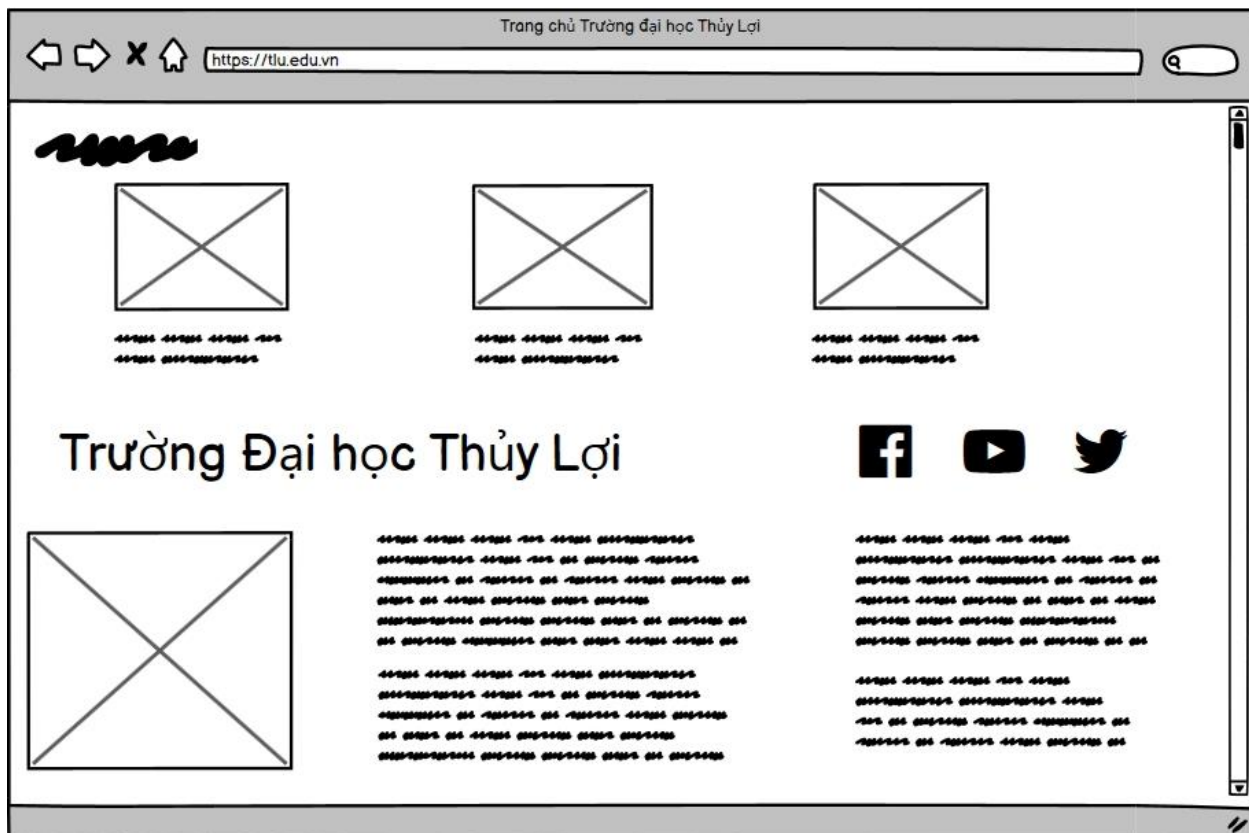 Trang chủ Trường đại học Thủy Lợi
https://tlu.edu.vn
Trường Đại học Thủy Lợi